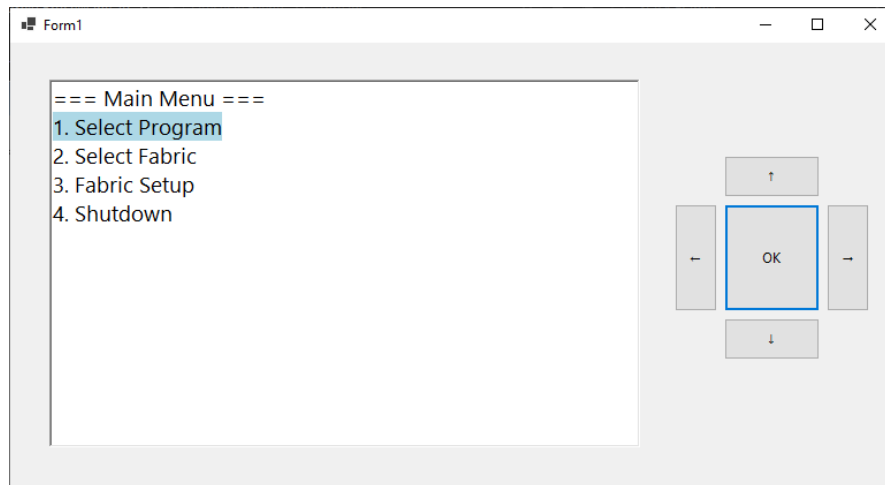 Form1
=== Main Menu ===
1. Select Program
2. Select Fabric
3. Fabric Setup
4. Shutdown
↑
← OK →
↓